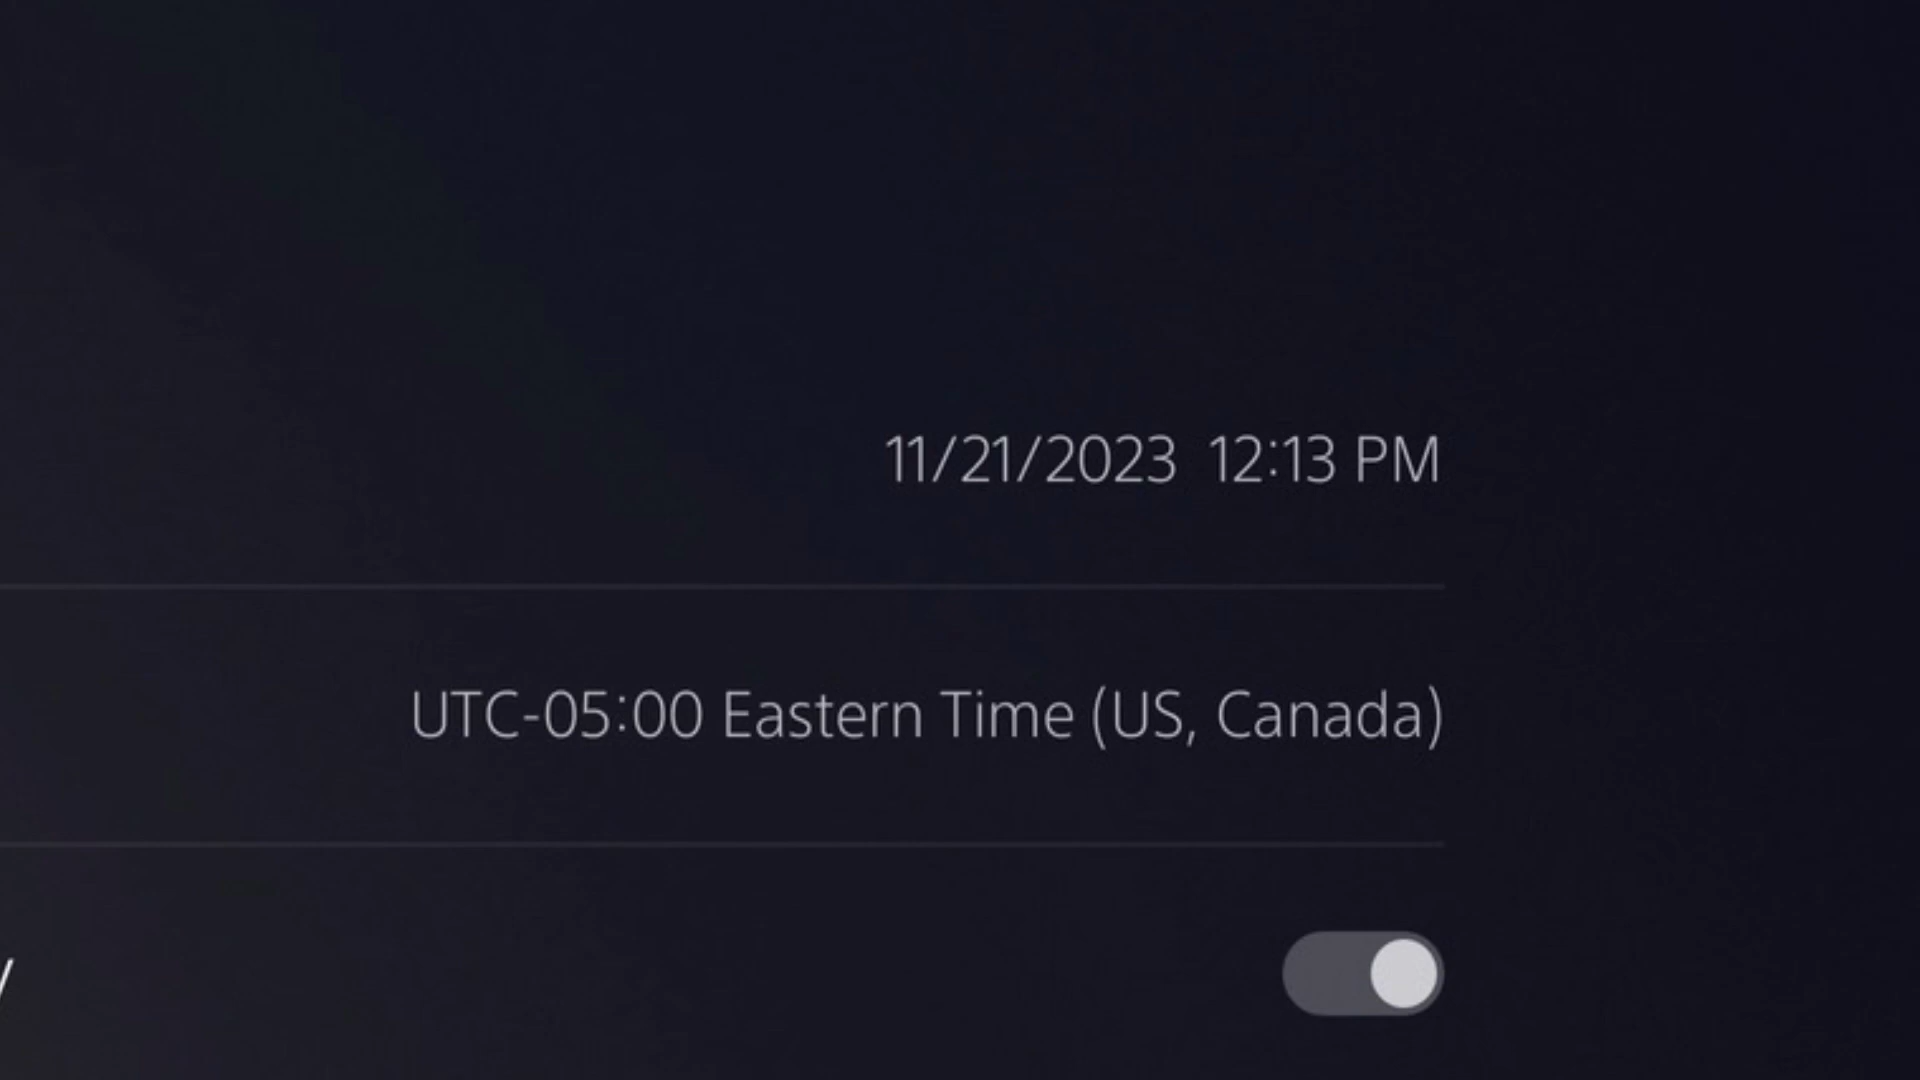 11/21/2023 12:13 PM
UTC-05:00 Eastern Time (US, Canada)